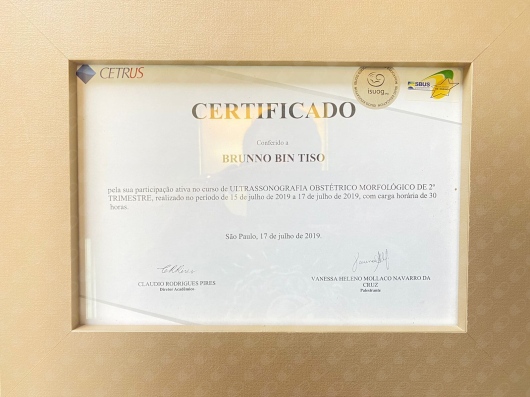 CETRUS
isuog
SBUS
CERTIFICADO
Conferido a
BRUNNO BIN TISO
pela sua participação ativa no curso de ULTRASSONOGRAFIA OBSTÉTRICO MORFOLÓGICO DE 2º
TRIMESTRE, realizado no período de 15 de julho de 2019 a 17 de julho de 2019, com carga horária de 30
horas.
São Paulo, 17 de julho de 2019.
CLAUDIO RODRIGUES PIRES
Diretor Acadêmico
VANESSA HELENO MOLLACO NAVARRO DA
CRUZ
Palestrante